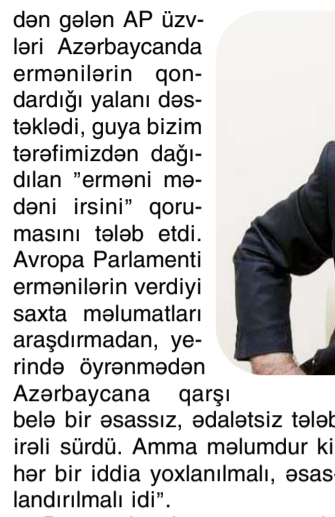 dən gələn AP üzv-
ləri Azərbaycanda
ermənilərin qon-
dardığı yalanı dəs-
təklədi, guya bizim
tərəfimizdən dağı-
dılan ”erməni mə-
dəni irsini” qoru-
masını tələb etdi.
Avropa Parlamenti
ermənilərin verdiyi
saxta məlumatları
araşdırmadan, ye-
rində öyrənmədən
Azərbaycana qarşı
belə bir əsassız, ədalətsiz tələb
irəli sürdü. Amma məlumdur ki
hər bir iddia yoxlanılmalı, əsas-
landırılmalı idi”.